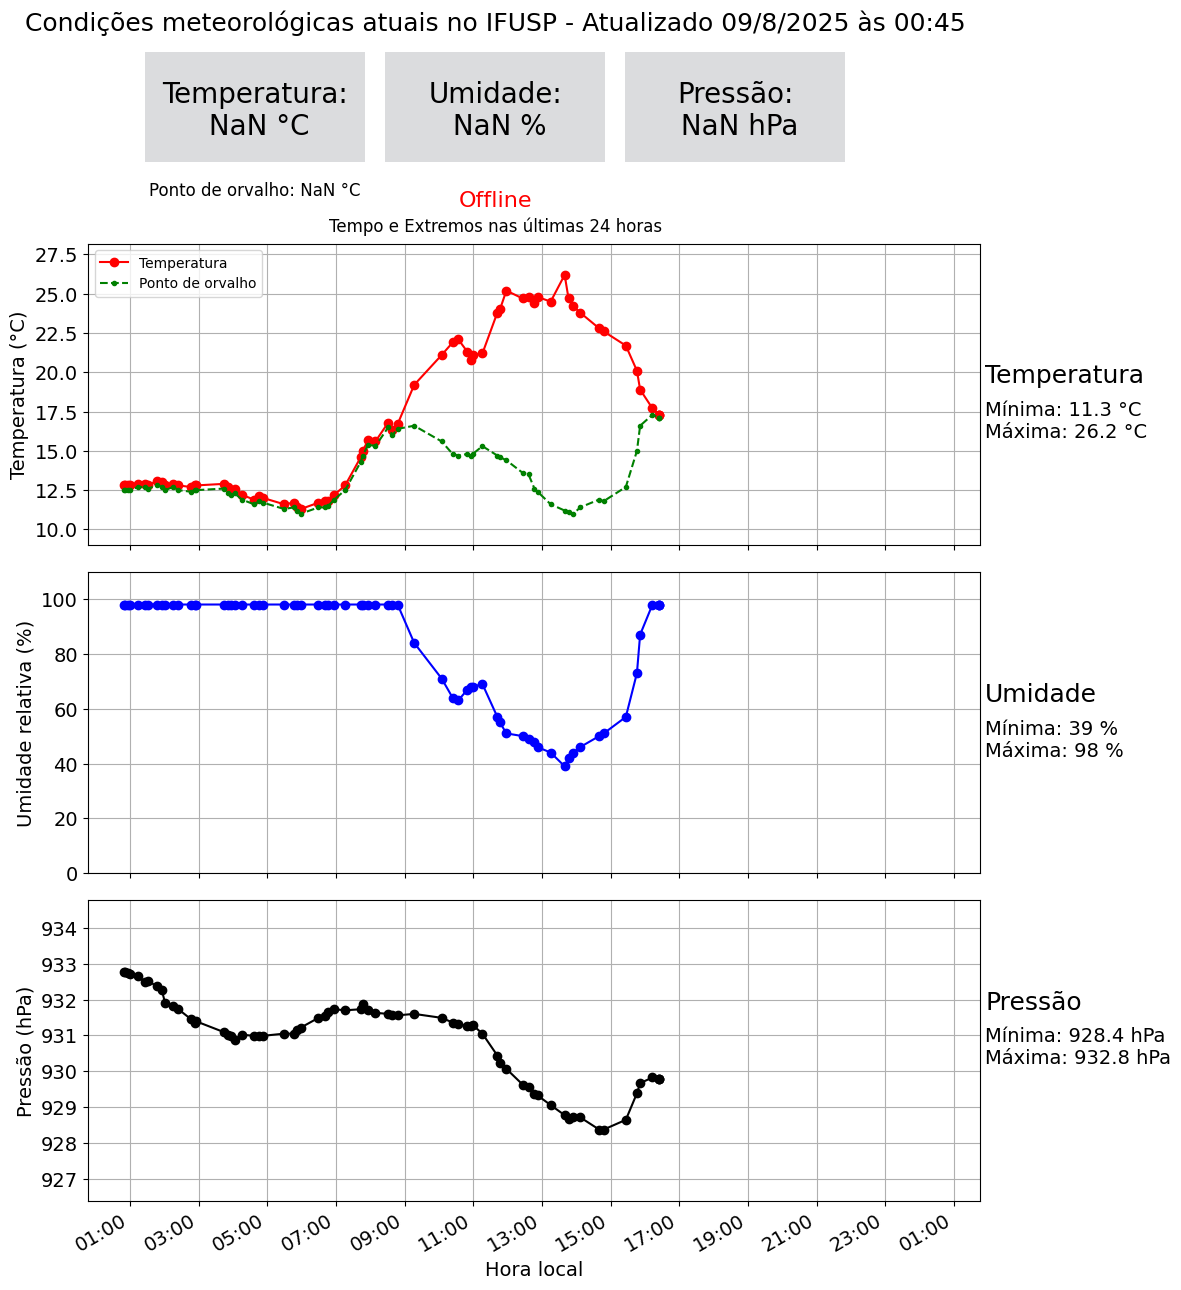 Condições meteorológicas atuais no IFUSP - Atualizado 09/8/2025 às 00:45
Temperatura:
NaN °C
Umidade:
NaN %
Pressão:
NaN hPa
Ponto de orvalho: NaN °C
Offline
Tempo e Extremos nas últimas 24 horas
27.5
25.0
22.5
20.0
17.5
15.0
12.5
10.0
Temperatura (°C)
Temperatura
Ponto de orvalho
Temperatura
Mínima: 11.3 °C
Máxima: 26.2 °C
100
80
60
40
20
0
Umidade relativa (%)
Umidade
Mínima: 39 %
Máxima: 98 %
934
933
932
931
930
929
928
927
Pressão (hPa)
Pressão
Mínima: 928.4 hPa
Máxima: 932.8 hPa
01:00
03:00
05:00
07:00
09:00
11:00
13:00
15:00
17:00
19:00
21:00
23:00
01:00
Hora local